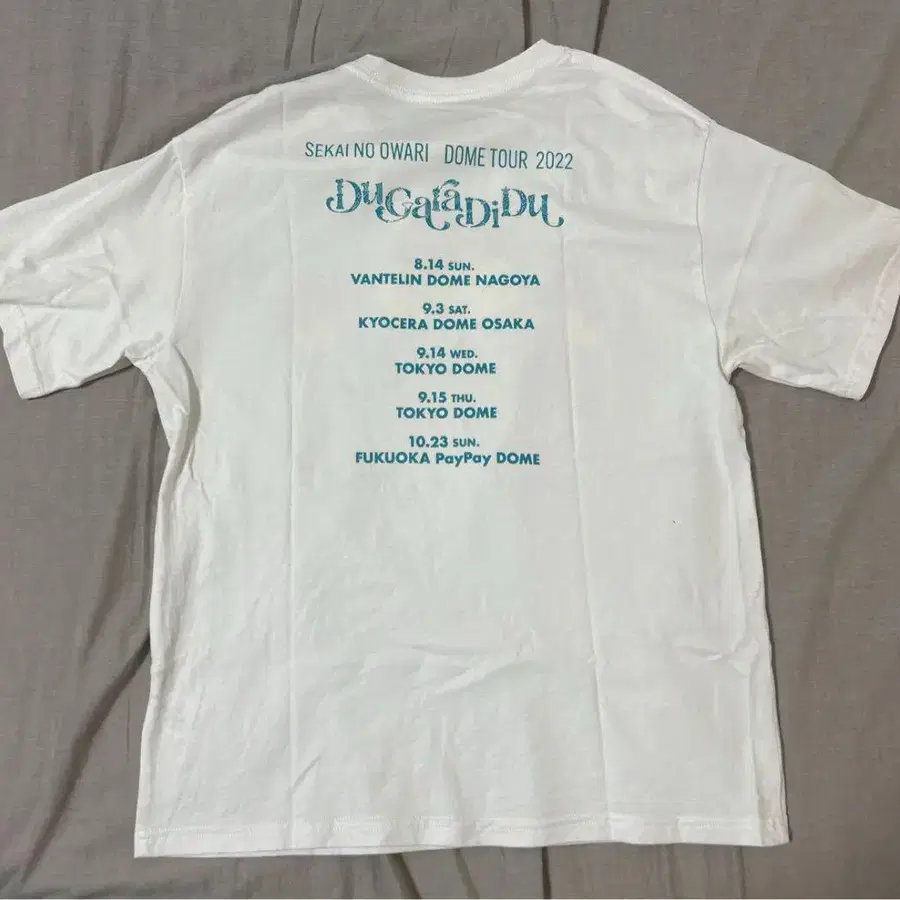 SEKAI NO OWARI DOME TOUR 2022
DuGaraDiDu
8.14 SUN.
VANTELIN DOME NAGOYA
9.3 SAT.
KYOCERA DOME OSAKA
9.14 WED.
TOKYO DOME
9.15 THU.
TOKYO DOME
10.23 SUN.
FUKUOKA PayPay DOME